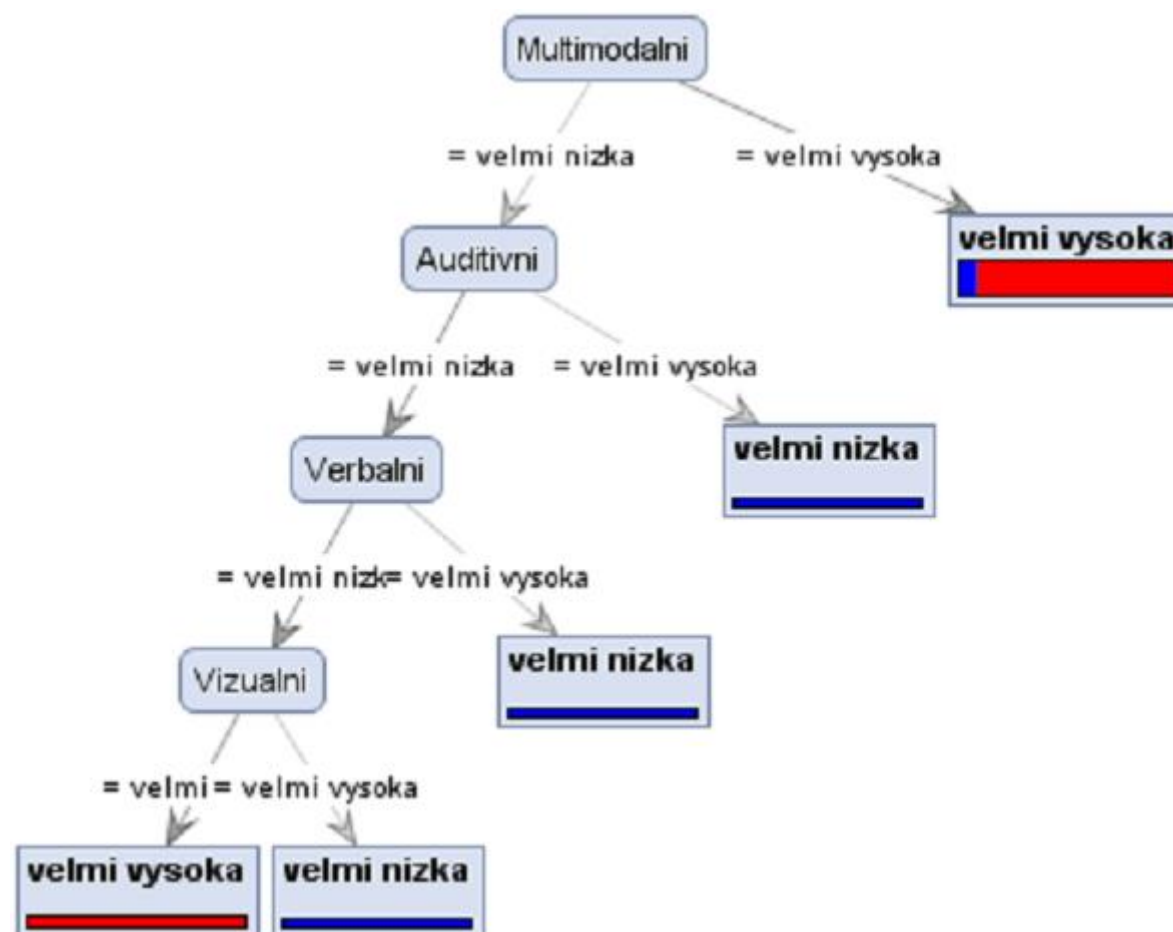 Multimodalni
= velmi nizka
= velmi vysoka
velmi vysoka
Auditivni
= velmi nizka
= velmi vysoka
velmi nizka
Verbalni
= velmi nizk
= velmi vysoka
velmi nizka
Vizualni
= velmi
= velmi vysoka
velmi vysoka
velmi nizka